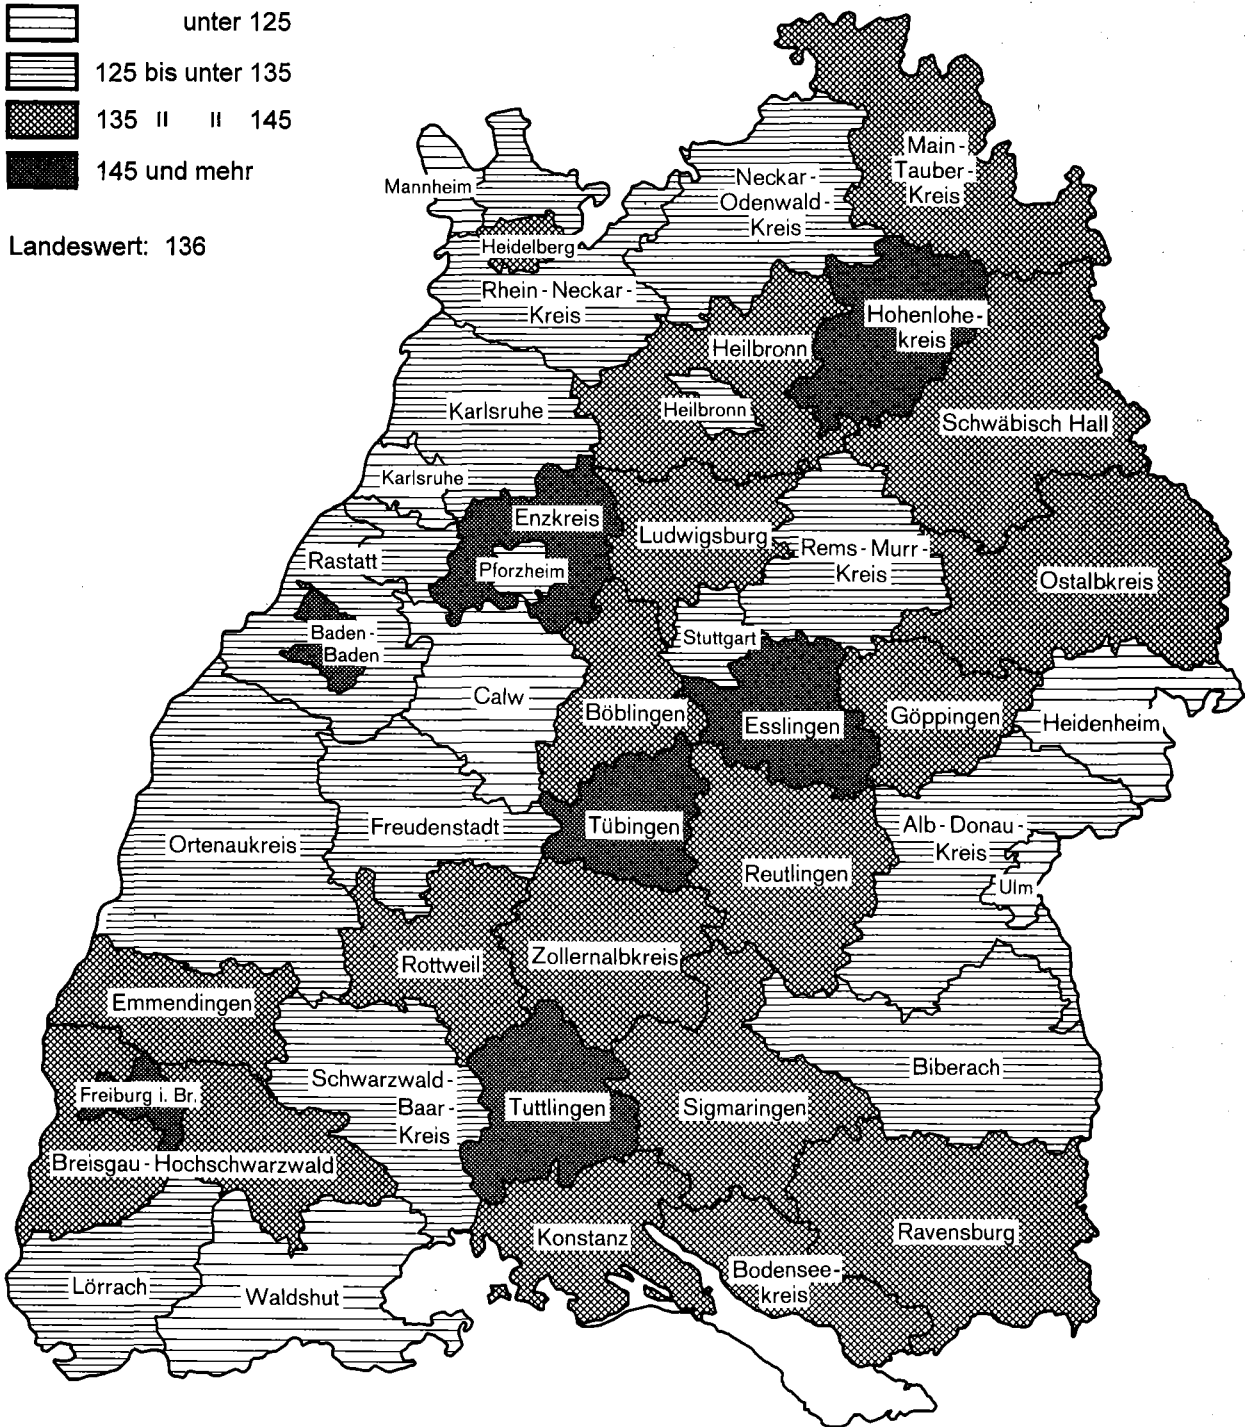 unter 125
125 bis unter 135
135 " " 145
145 und mehr
Landeswert: 136
Main-
Tauber-
Kreis
Mannheim
Neckar-
Odenwald-
Kreis
Heidelberg
Rhein-Neckar-
Kreis
Hohenlohe-
kreis
Heilbronn
Karlsruhe
Heilbronn
Schwäbisch Hall
Karlsruhe
Enzkreis
Ludwigsburg
Rems-Murr-
Kreis
Rastatt
Pforzheim
Ostalbkreis
Baden-
Baden
Stuttgart
Calw
Böblingen
Esslingen
Göppingen
Heidenheim
Ortenaukreis
Freudenstadt
Tübingen
Reutlingen
Alb-Donau-
Kreis
Ulm
Rottweil
Zollernalbkreis
Emmendingen
Freiburg i. Br.
Schwarzwald-
Baar-
Kreis
Tuttlingen
Sigmaringen
Biberach
Breisgau-Hochschwarzwald
Konstanz
Ravensburg
Lörrach
Waldshut
Bodensee-
kreis